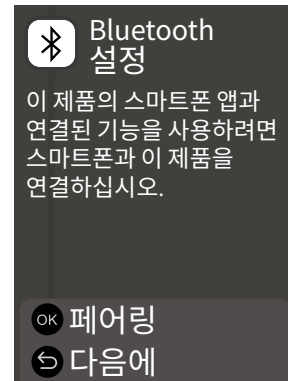 Bluetooth
설정
이 제품의 스마트폰 앱과
연결된 기능을 사용하려면
스마트폰과 이 제품을
연결하십시오.
OK 페어링
다음에